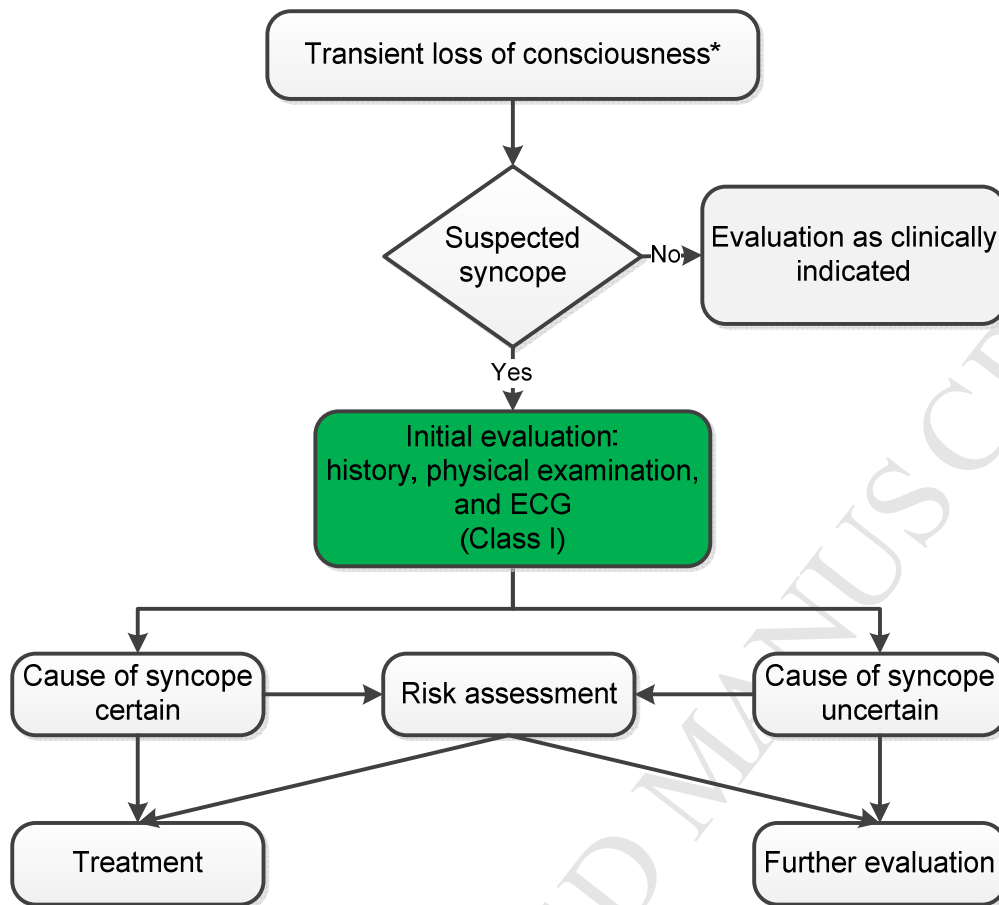 Transient loss of consciousness*
Suspected
syncope
No
Evaluation as clinically
indicated
Yes
Initial evaluation:
history, physical examination,
and ECG
(Class I)
Cause of syncope
certain
Risk assessment
Cause of syncope
uncertain
Treatment
Further evaluation